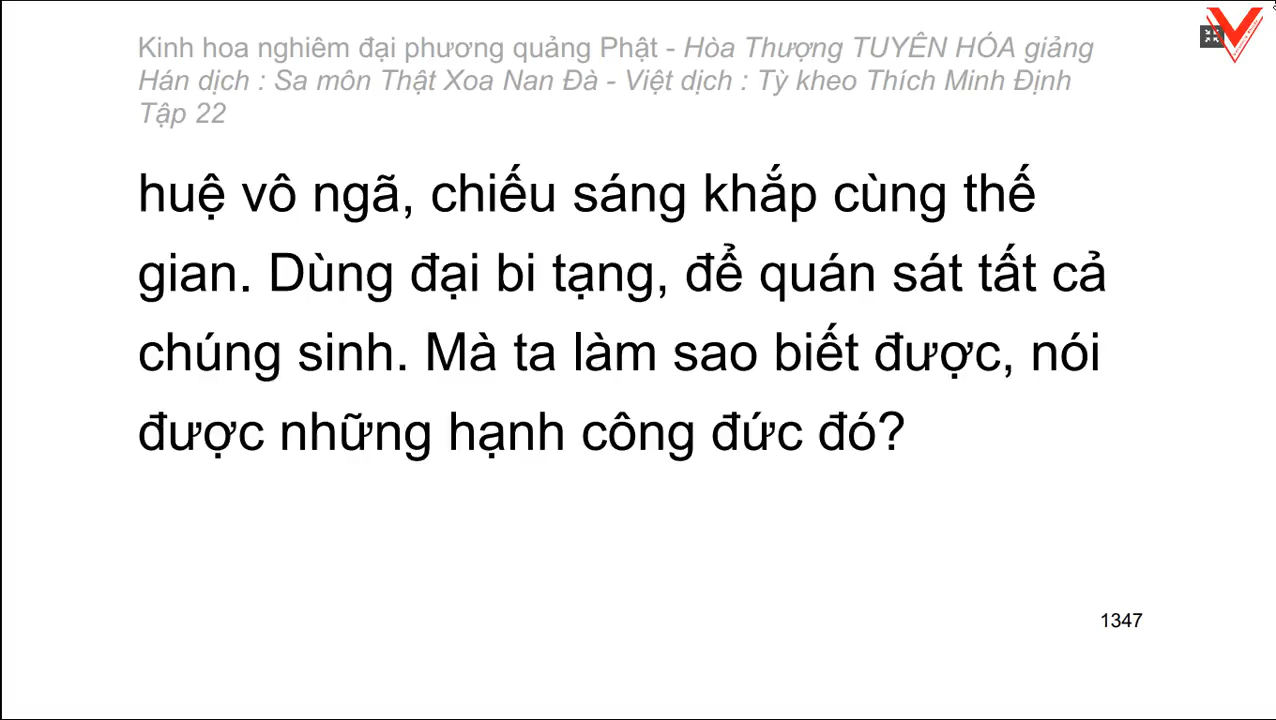 Kinh hoa nghiêm đại phương quảng Phật - Hòa Thượng TUYÊN HÓA giảng
Hán dịch : Sa môn Thật Xoa Nan Đà - Việt dịch : Tỳ kheo Thích Minh Định
Tập 22
huệ vô ngã, chiếu sáng khắp cùng thế
gian. Dùng đại bi tạng, để quán sát tất cả
chúng sinh. Mà ta làm sao biết được, nói
được những hạnh công đức đó?
1347